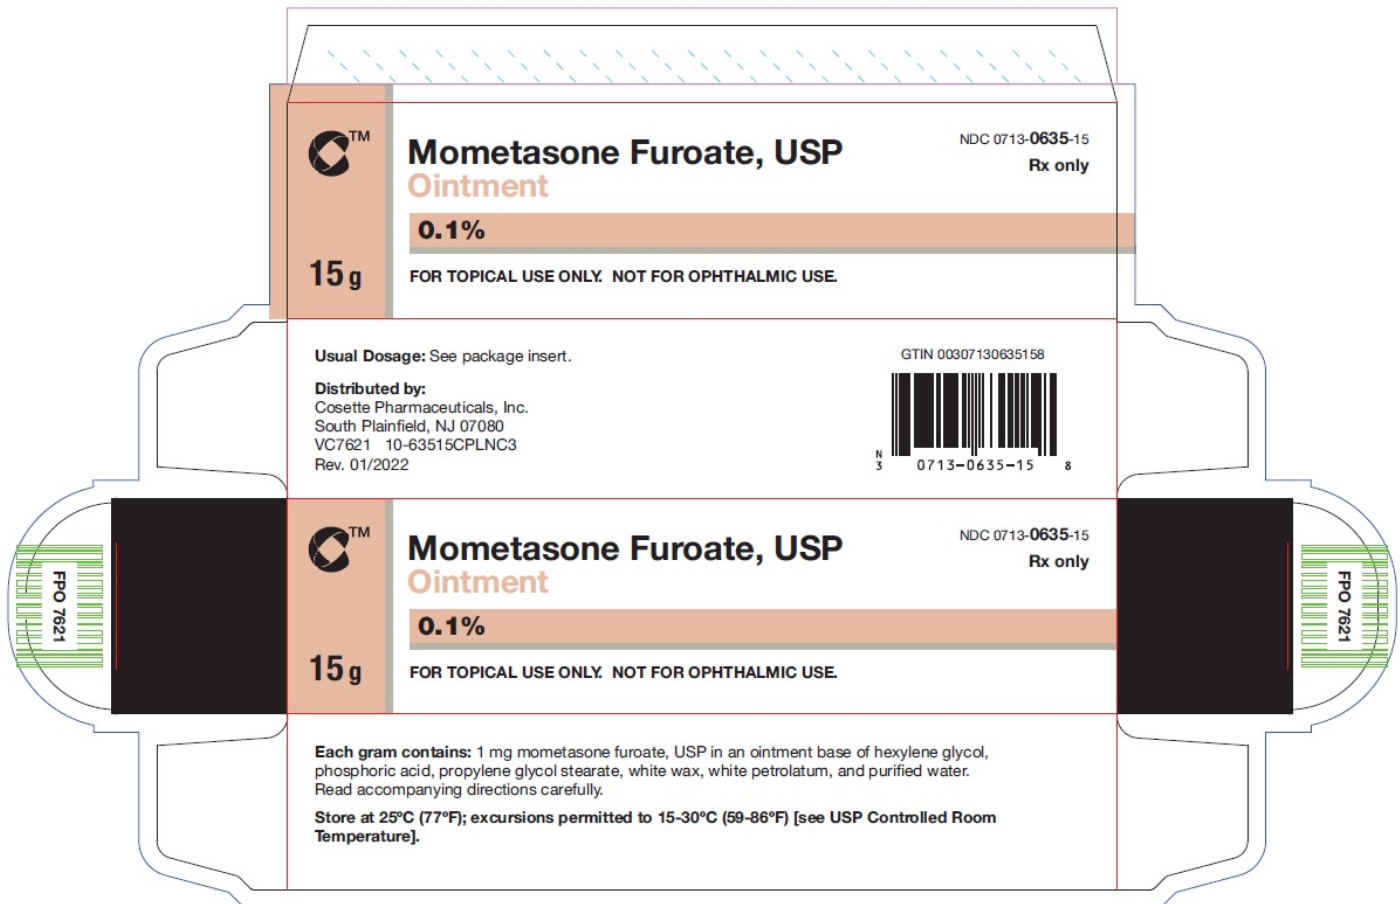 TM
Mometasone Furoate, USP
Ointment
NDC 0713-0635-15
Rx only
0.1%
15 g
FOR TOPICAL USE ONLY. NOT FOR OPHTHALMIC USE.
Usual Dosage: See package insert.
Distributed by:
Cosette Pharmaceuticals, Inc.
South Plainfield, NJ 07080
VC7621 10-63515CPLNC3
Rev. 01/2022
GTIN 00307130635158
N
3 0713-0635-15 8
FPO 7621
TM
Mometasone Furoate, USP
Ointment
NDC 0713-0635-15
Rx only
0.1%
15 g
FOR TOPICAL USE ONLY. NOT FOR OPHTHALMIC USE.
FPO 7621
Each gram contains: 1 mg mometasone furoate, USP in an ointment base of hexylene glycol,
phosphoric acid, propylene glycol stearate, white wax, white petrolatum, and purified water.
Read accompanying directions carefully.
Store at 25ºC (77ºF); excursions permitted to 15-30ºC (59-86ºF) [see USP Controlled Room
Temperature].